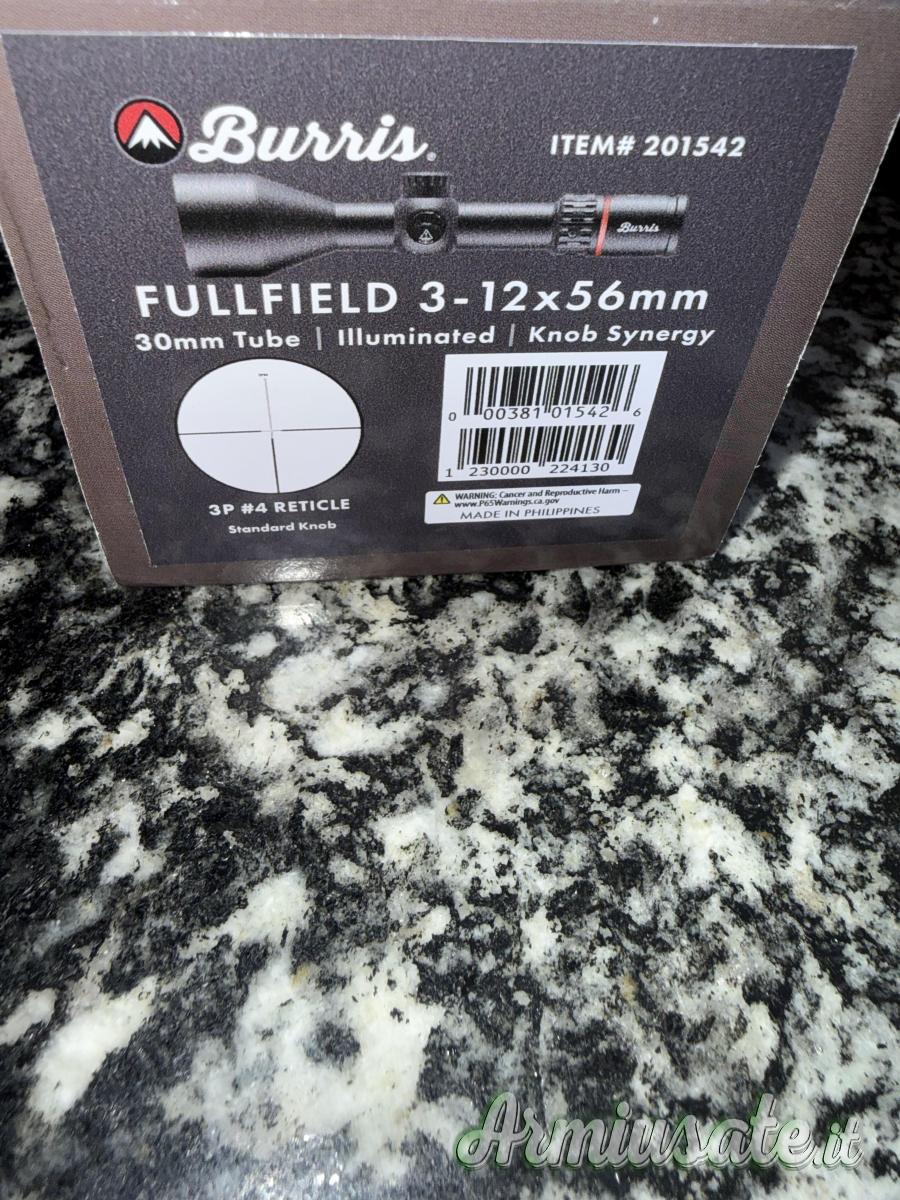 Burris®
ITEM# 201542
Burris
FULLFIELD 3-12x56mm
30mm Tube | Illuminated | Knob Synergy
0 00381 01542 6
1 230000 224130
WARNING: Cancer and Reproductive Harm –
www.P65Warnings.ca.gov
MADE IN PHILIPPINES
3P #4 RETICLE
Standard Knob
Armiusate.it